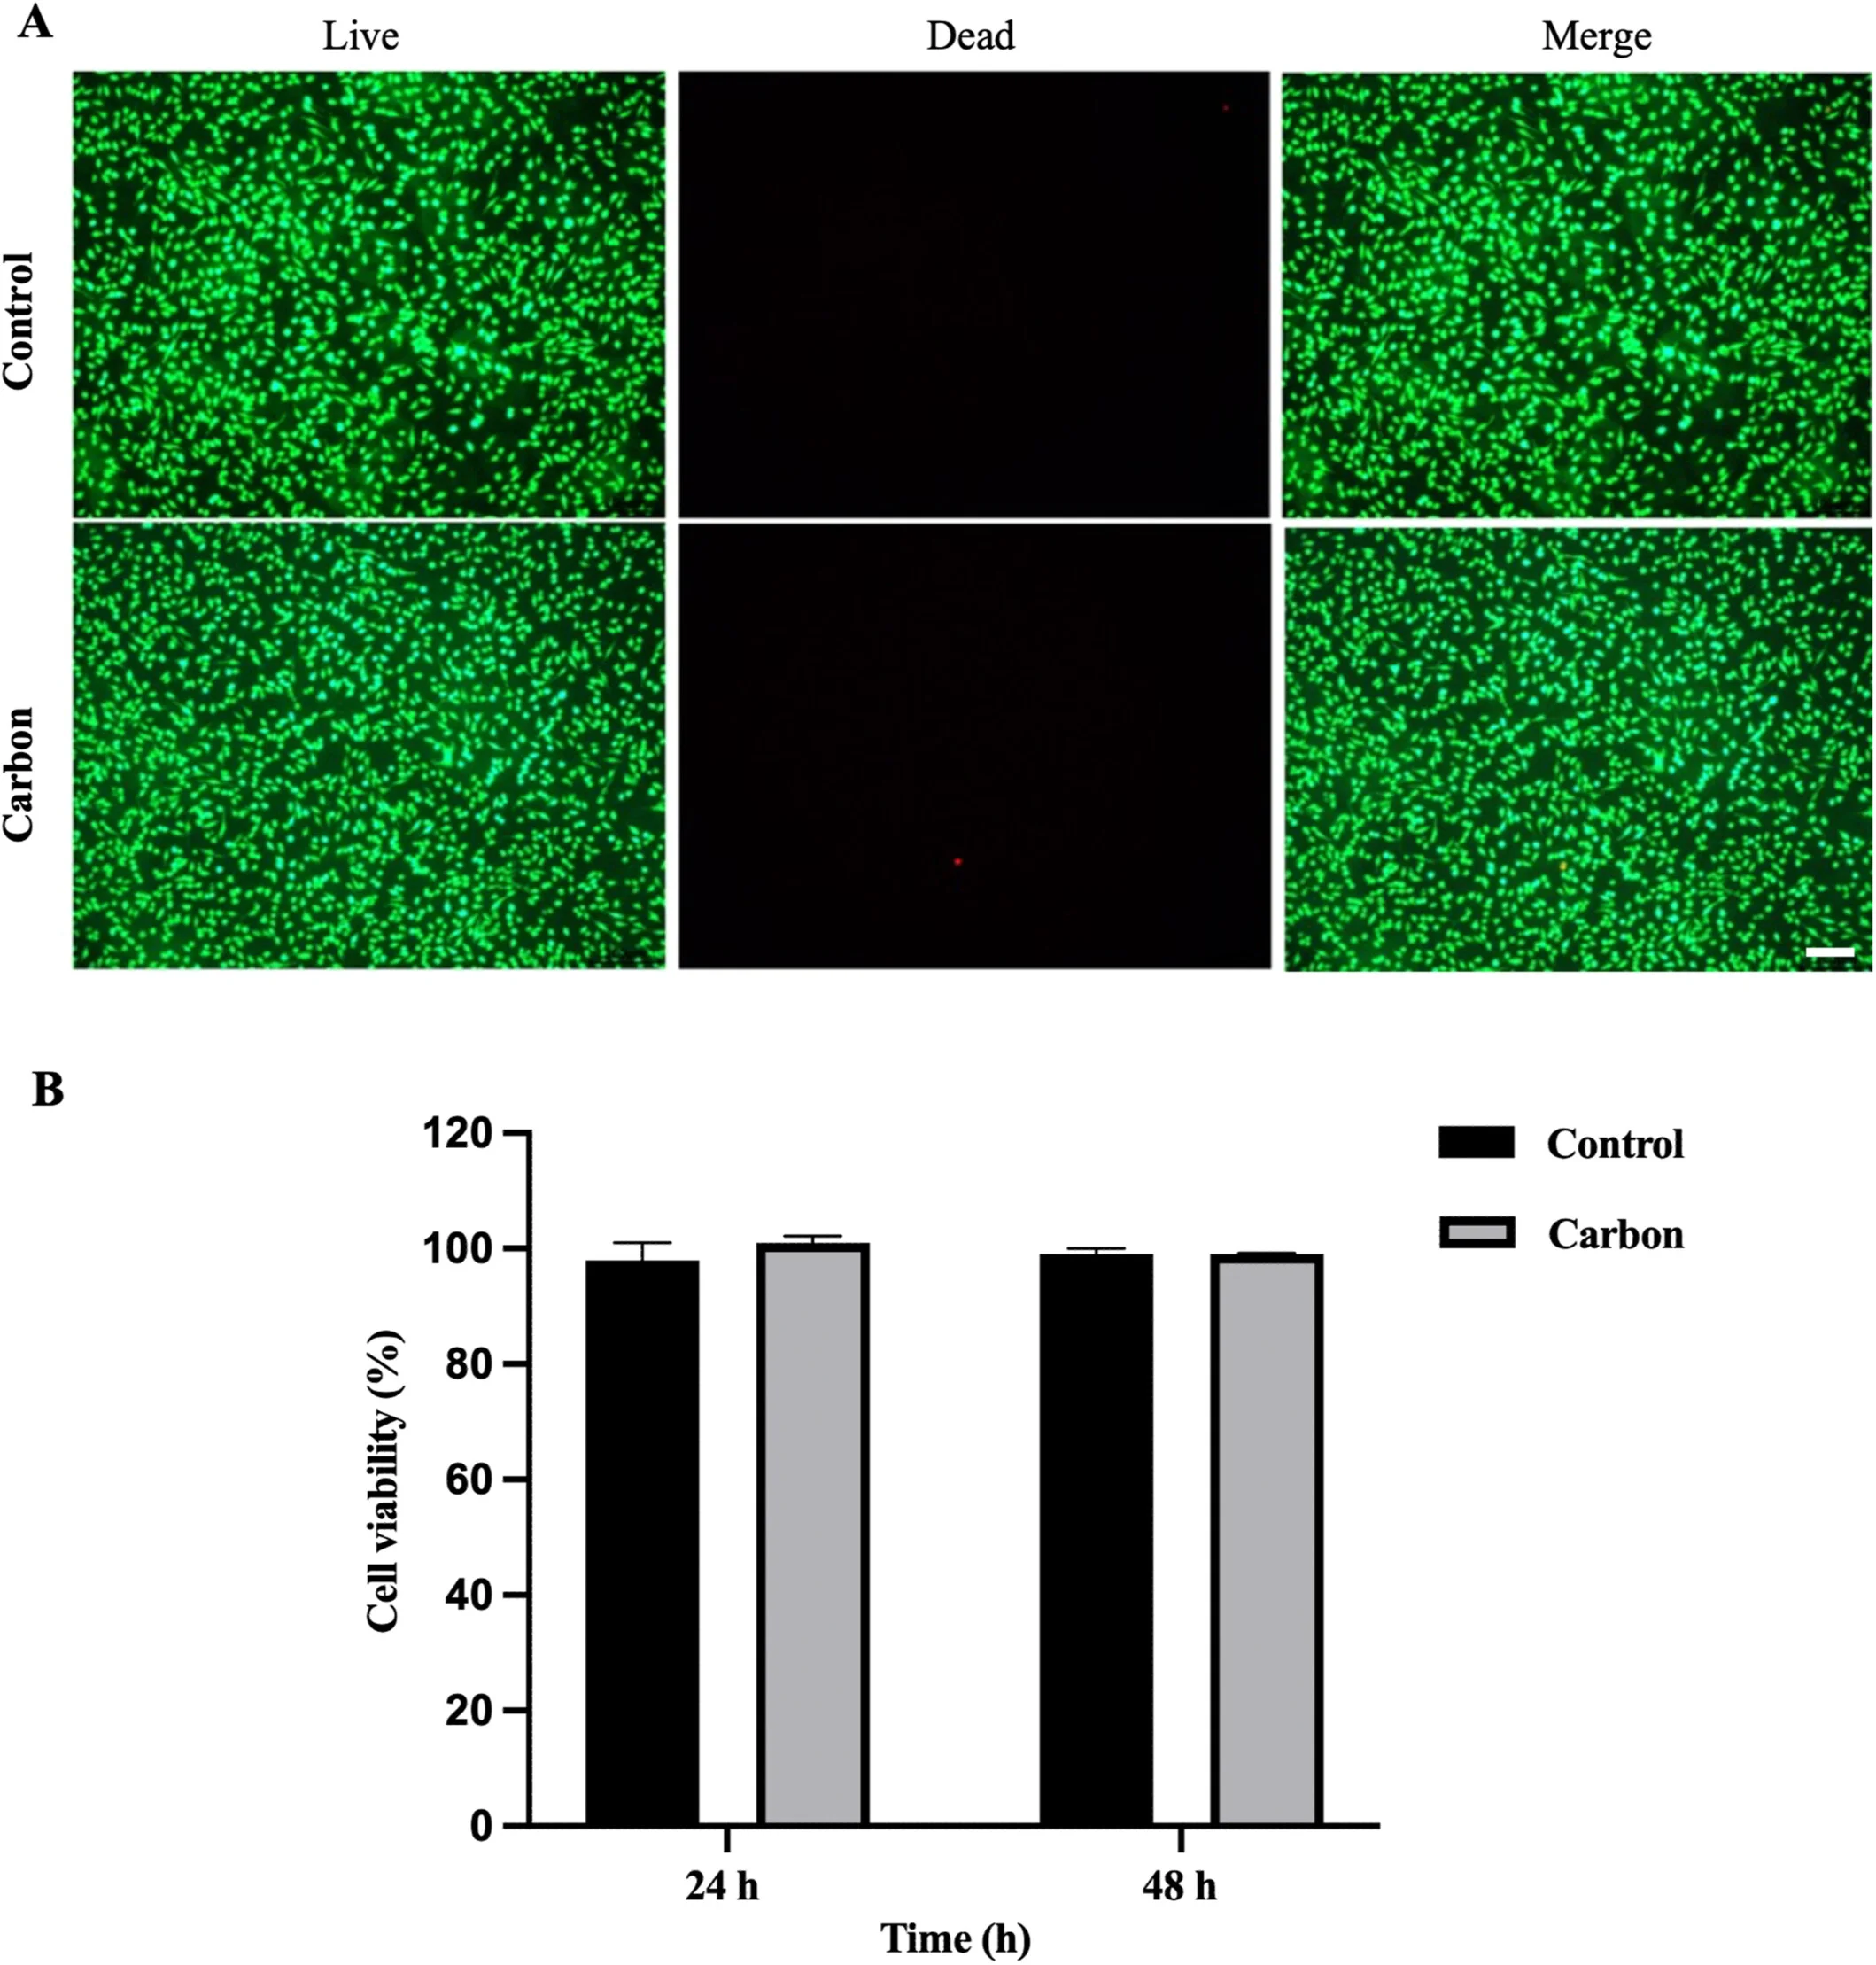 A
Live
Dead
Merge
Control
Carbon
B
120
100
80
60
40
20
0
Cell viability (%)
24 h
48 h
Time (h)
Control
Carbon